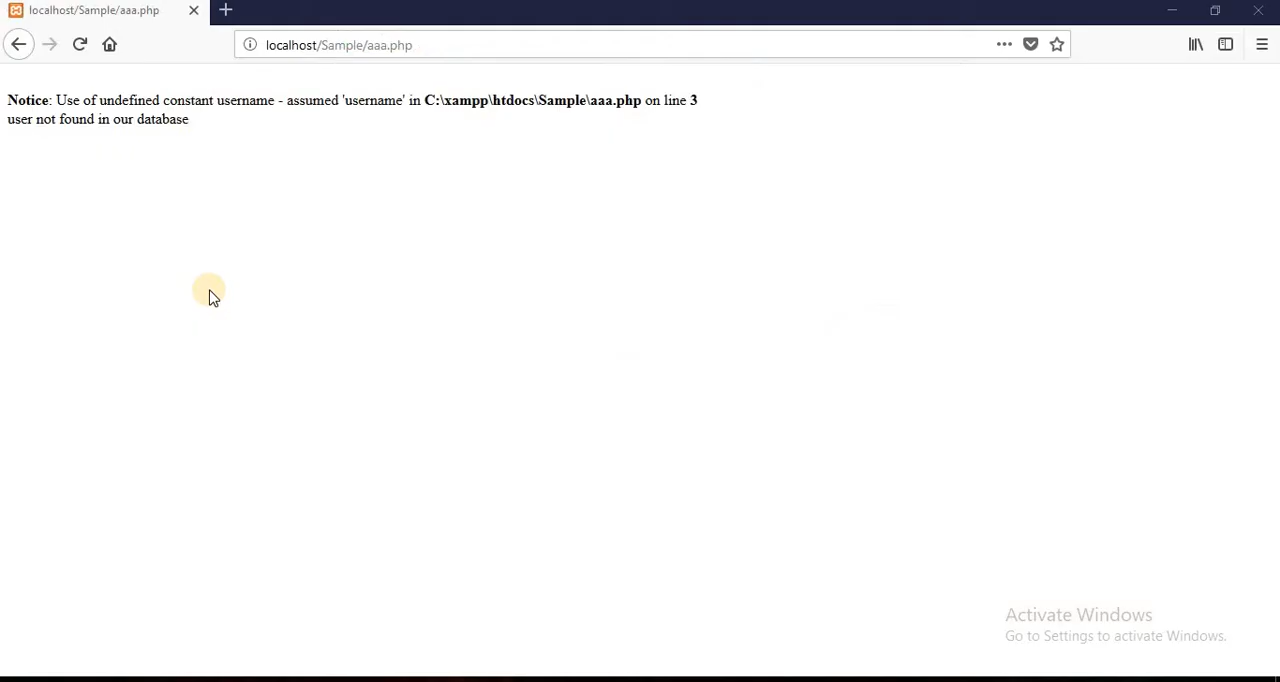 localhost/Sample/aaa.php
localhost/Sample/aaa.php
Notice: Use of undefined constant username - assumed 'username' in C:\xampp\htdocs\Sample\aaa.php on line 3
user not found in our database
Activate Windows
Go to Settings to activate Windows.